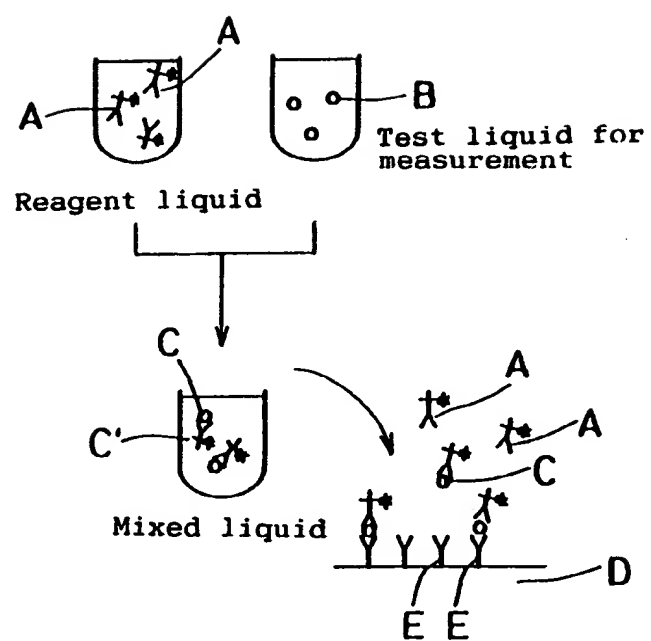 A
A
B
Test liquid for
measurement
Reagent liquid
C
C'
A
A
C
Mixed liquid
D
E E